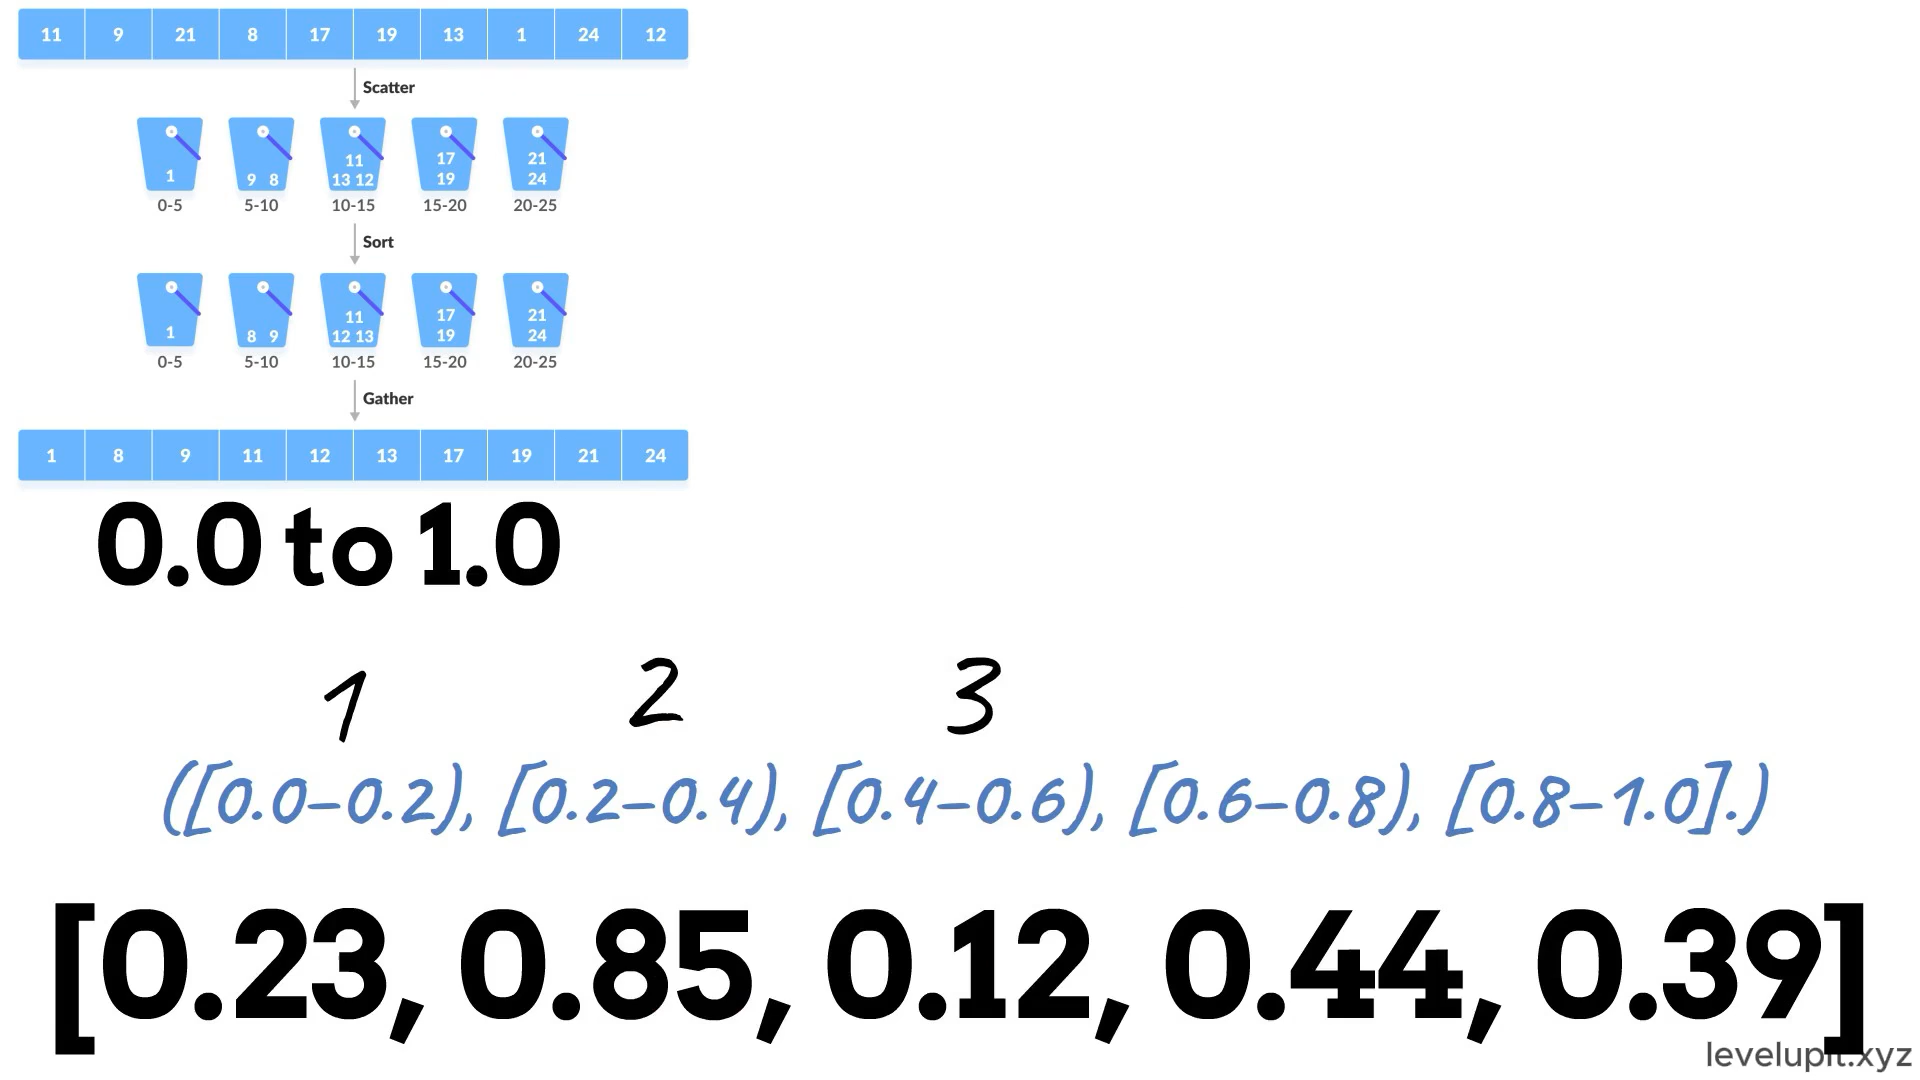 11 9 21 8 17 19 13 1 24 12
Scatter
1
9 8
11
13 12
17
19
21
24
0-5 5-10 10-15 15-20 20-25
Sort
1
8 9
11
12 13
17
19
21
24
0-5 5-10 10-15 15-20 20-25
Gather
1 8 9 11 12 13 17 19 21 24
0.0 to 1.0
1 2 3
([0.0–0.2), [0.2–0.4), [0.4–0.6), [0.6–0.8), [0.8–1.0].)
[0.23, 0.85, 0.12, 0.44, 0.39]
levelupit.xyz